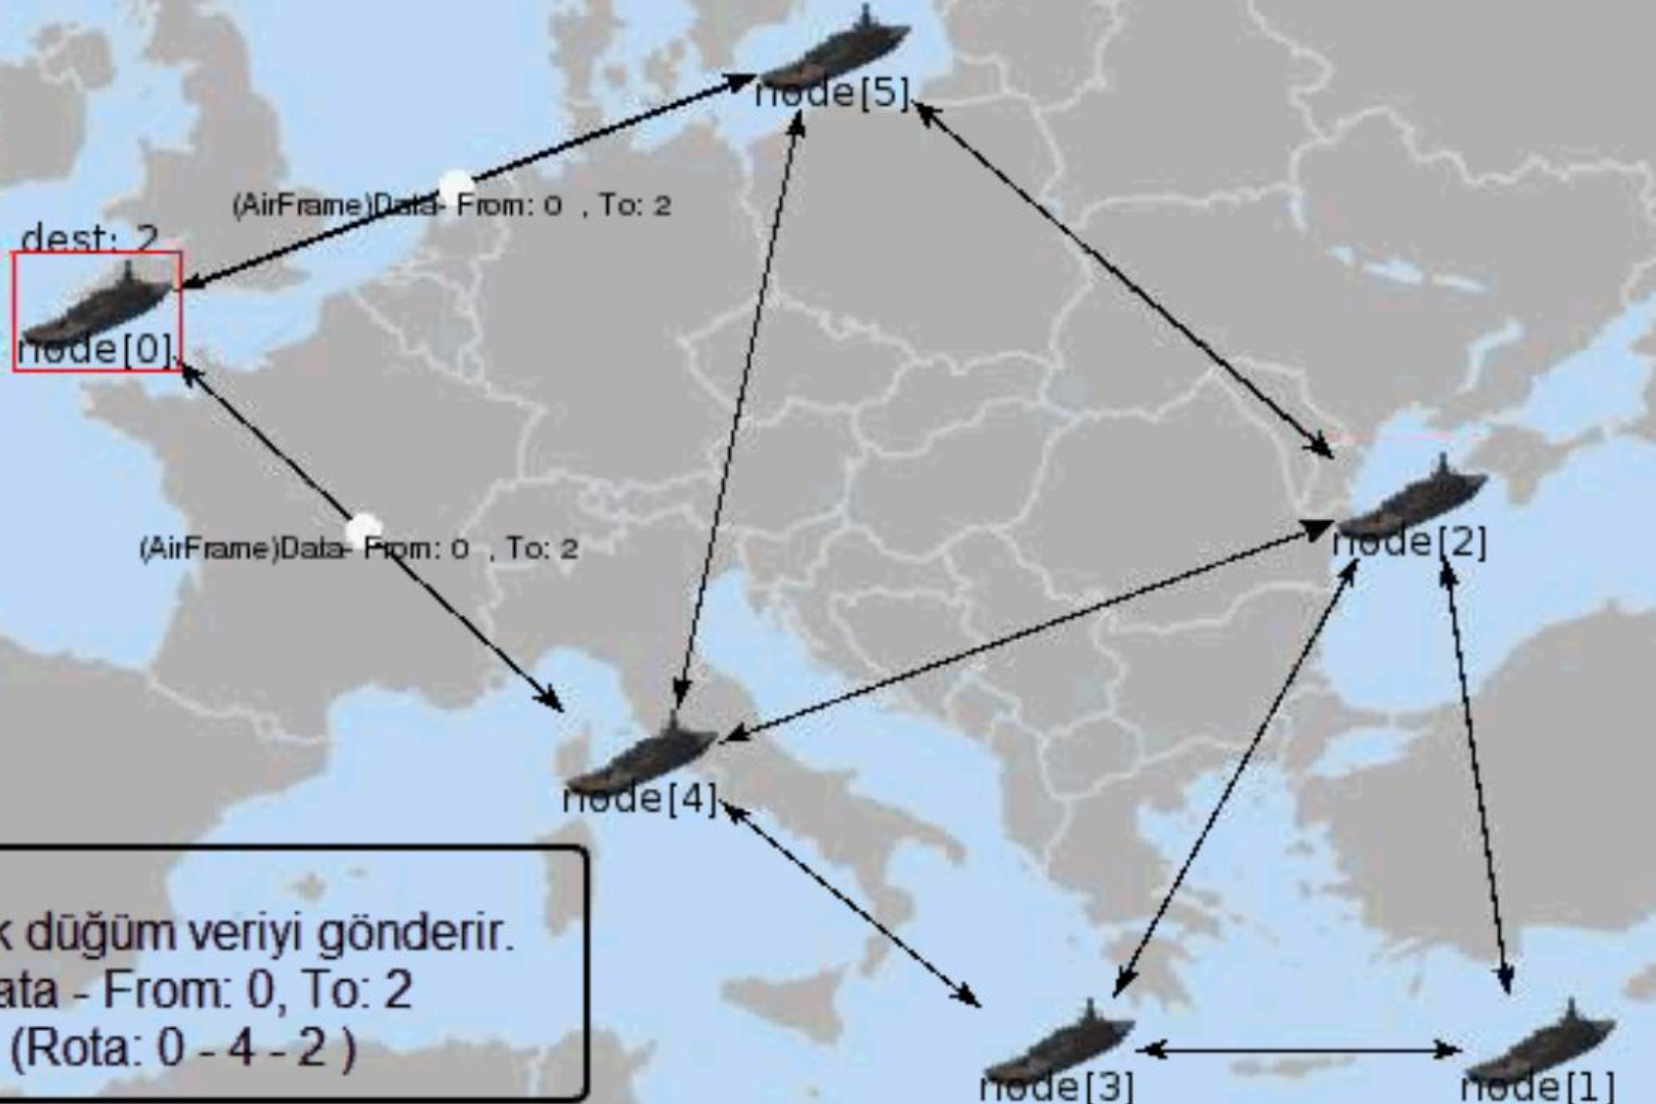 node[5]
(AirFrame)Data- From: 0 , To: 2
dest: 2
node[0]
(AirFrame)Data- From: 0 , To: 2
node[2]
node[4]
düğüm veriyi gönderir.
- From: 0, To: 2
(Rota: 0 - 4 - 2 )
node[3]
node[1]